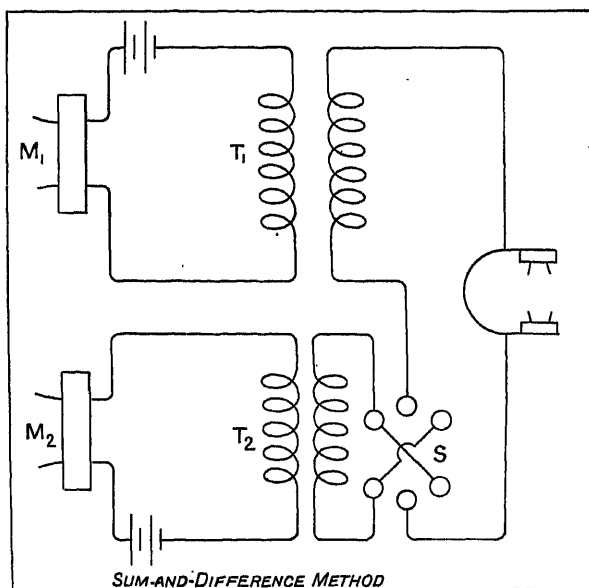 M₁
T₁
M₂
T₂
S
SUM-AND-DIFFERENCE METHOD